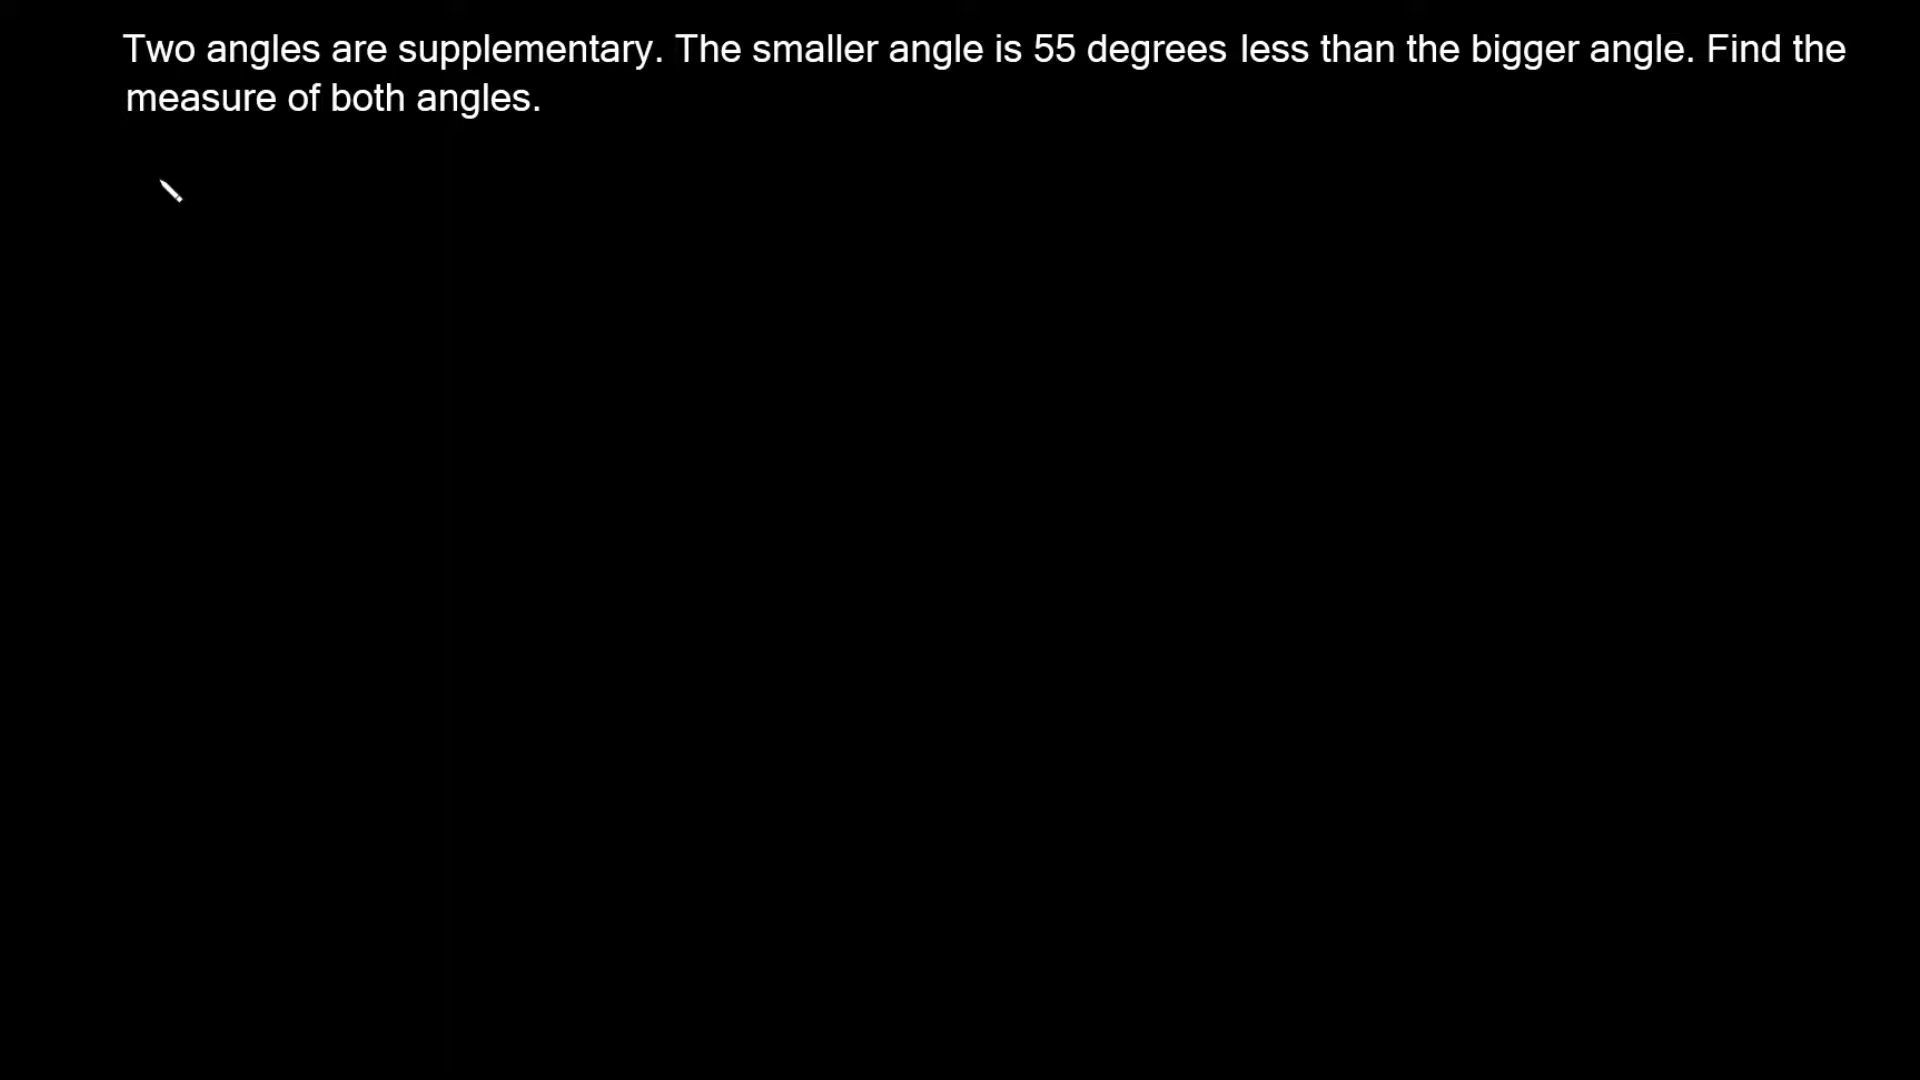 Two angles are supplementary. The smaller angle is 55 degrees less than the bigger angle. Find the
measure of both angles.